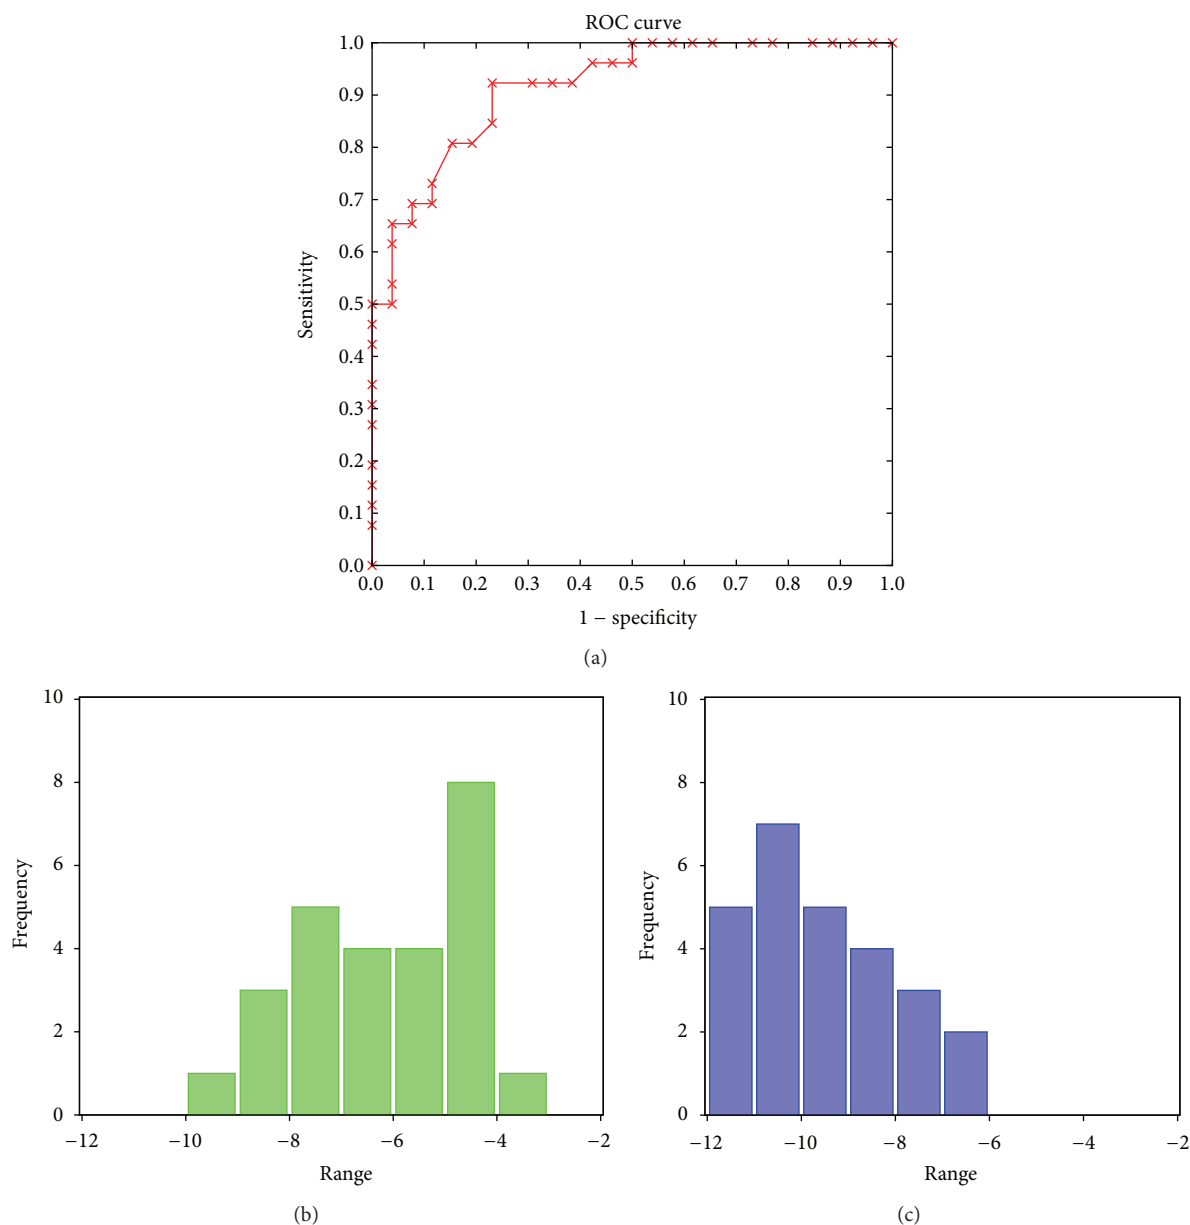 ROC curve
1.0
0.9
0.8
0.7
0.6
0.5
0.4
0.3
0.2
0.1
0.0
Sensitivity
0.0 0.1 0.2 0.3 0.4 0.5 0.6 0.7 0.8 0.9 1.0
1 − specificity
(a)
10
8
6
4
2
0
Frequency
−12 −10 −8 −6 −4 −2
Range
(b)
10
8
6
4
2
0
Frequency
−12 −10 −8 −6 −4 −2
Range
(c)